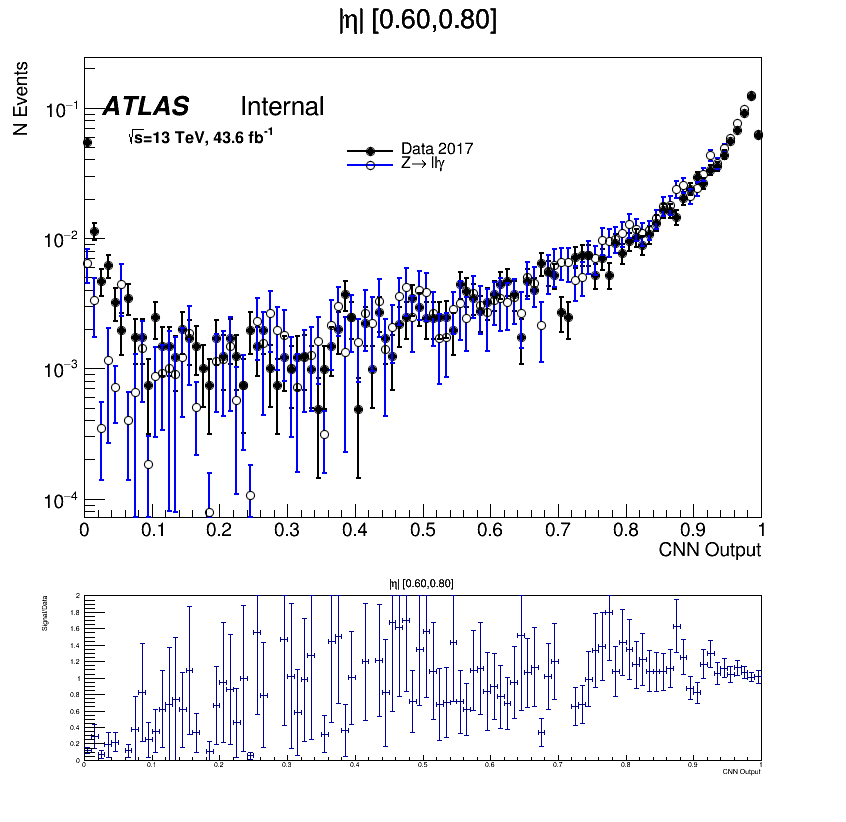 |η| [0.60,0.80]
N Events
ATLAS Internal
√s=13 TeV, 43.6 fb⁻¹
Data 2017
Z→ llγ
10⁻¹
10⁻²
10⁻³
10⁻⁴
0 0.1 0.2 0.3 0.4 0.5 0.6 0.7 0.8 0.9 1
CNN Output
|η| [0.60,0.80]
Signal/Data
2
1.8
1.6
1.4
1.2
1
0.8
0.6
0.4
0.2
0
0 0.1 0.2 0.3 0.4 0.5 0.6 0.7 0.8 0.9 1
CNN Output